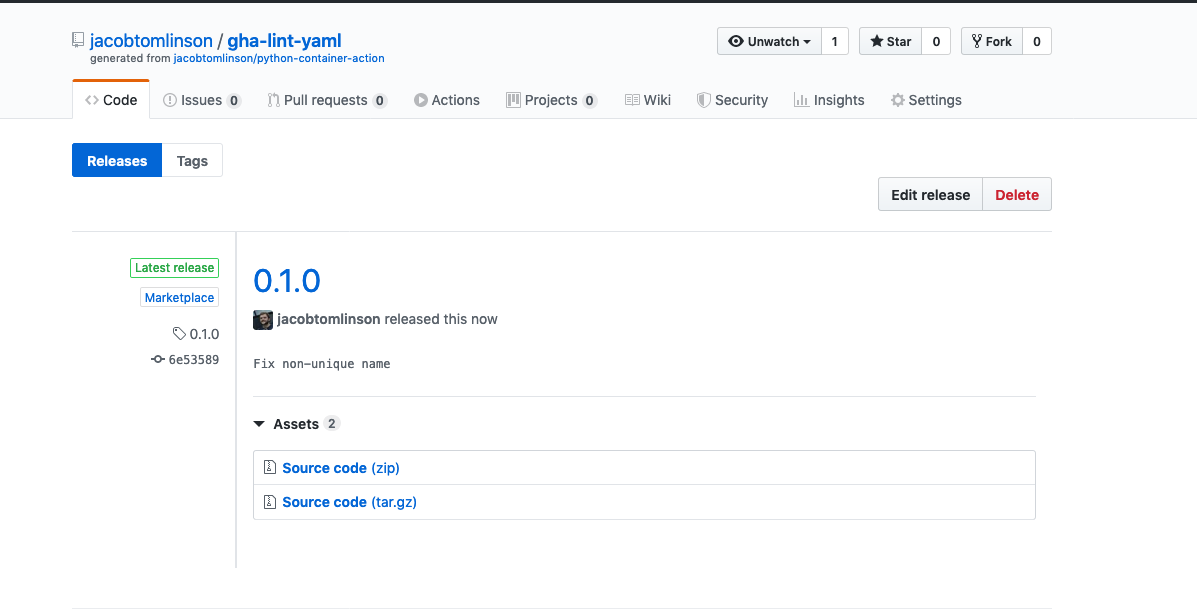 jacobtomlinson / gha-lint-yaml
generated from jacobtomlinson/python-container-action
Unwatch 1 Star 0 Fork 0
Code Issues 0 Pull requests 0 Actions Projects 0 Wiki Security Insights Settings
Releases Tags
Edit release Delete
Latest release
Marketplace
0.1.0
6e53589
0.1.0
jacobtomlinson released this now
Fix non-unique name
Assets 2
Source code (zip)
Source code (tar.gz)